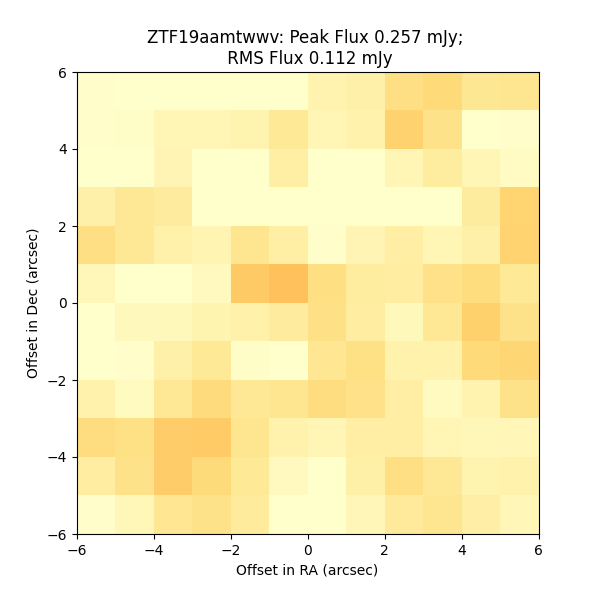 ZTF19aamtwwv: Peak Flux 0.257 mJy;
RMS Flux 0.112 mJy
6
4
2
0
−2
−4
−6
Offset in Dec (arcsec)
−6 −4 −2 0 2 4 6
Offset in RA (arcsec)